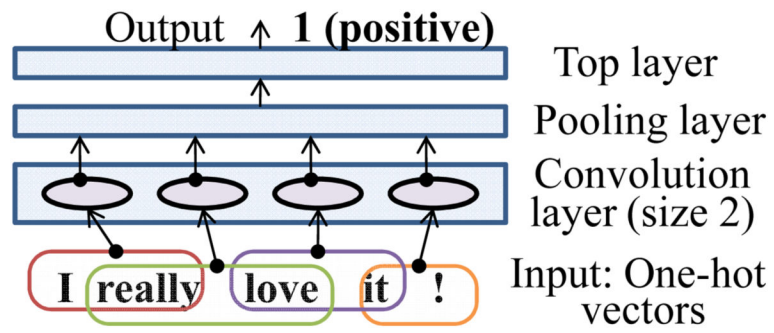 Output 1 (positive)
Top layer
Pooling layer
Convolution
layer (size 2)
I really love it !
Input: One-hot
vectors